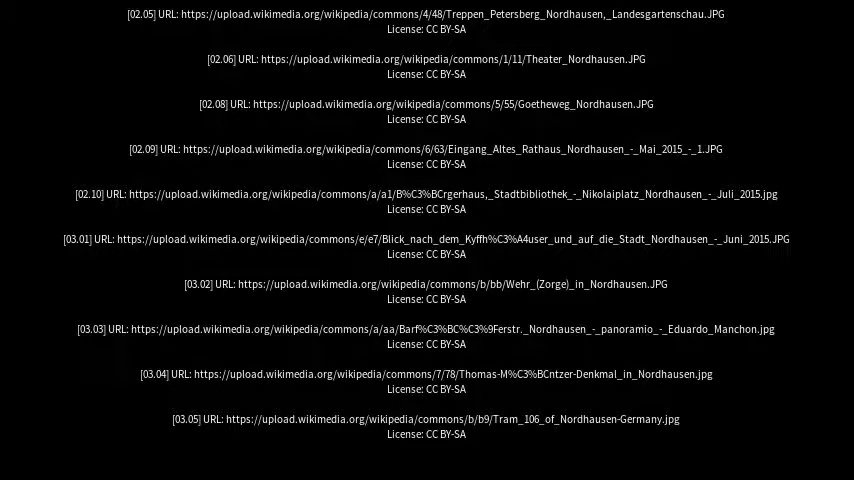 [02.05] URL: https://upload.wikimedia.org/wikipedia/commons/4/48/Treppen_Petersberg_Nordhausen,_Landesgartenschau.JPG
License: CC BY-SA
[02.06] URL: https://upload.wikimedia.org/wikipedia/commons/1/11/Theater_Nordhausen.JPG
License: CC BY-SA
[02.08] URL: https://upload.wikimedia.org/wikipedia/commons/5/55/Goetheweg_Nordhausen.JPG
License: CC BY-SA
[02.09] URL: https://upload.wikimedia.org/wikipedia/commons/6/63/Eingang_Altes_Rathaus_Nordhausen_-_Mai_2015_-_1.JPG
License: CC BY-SA
[02.10] URL: https://upload.wikimedia.org/wikipedia/commons/a/a1/B%C3%BCrgerhaus,_Stadtbibliothek_-_Nikolaiplatz_Nordhausen_-_Juli_2015.jpg
License: CC BY-SA
[03.01] URL: https://upload.wikimedia.org/wikipedia/commons/e/e7/Blick_nach_dem_Kyffh%C3%A4user_und_auf_die_Stadt_Nordhausen_-_Juni_2015.JPG
License: CC BY-SA
[03.02] URL: https://upload.wikimedia.org/wikipedia/commons/b/bb/Wehr_(Zorge)_in_Nordhausen.JPG
License: CC BY-SA
[03.03] URL: https://upload.wikimedia.org/wikipedia/commons/a/aa/Barf%C3%BC%C3%9Ferstr._Nordhausen_-_panoramio_-_Eduardo_Manchon.jpg
License: CC BY-SA
[03.04] URL: https://upload.wikimedia.org/wikipedia/commons/7/78/Thomas-M%C3%BCntzer-Denkmal_in_Nordhausen.jpg
License: CC BY-SA
[03.05] URL: https://upload.wikimedia.org/wikipedia/commons/b/b9/Tram_106_of_Nordhausen-Germany.jpg
License: CC BY-SA